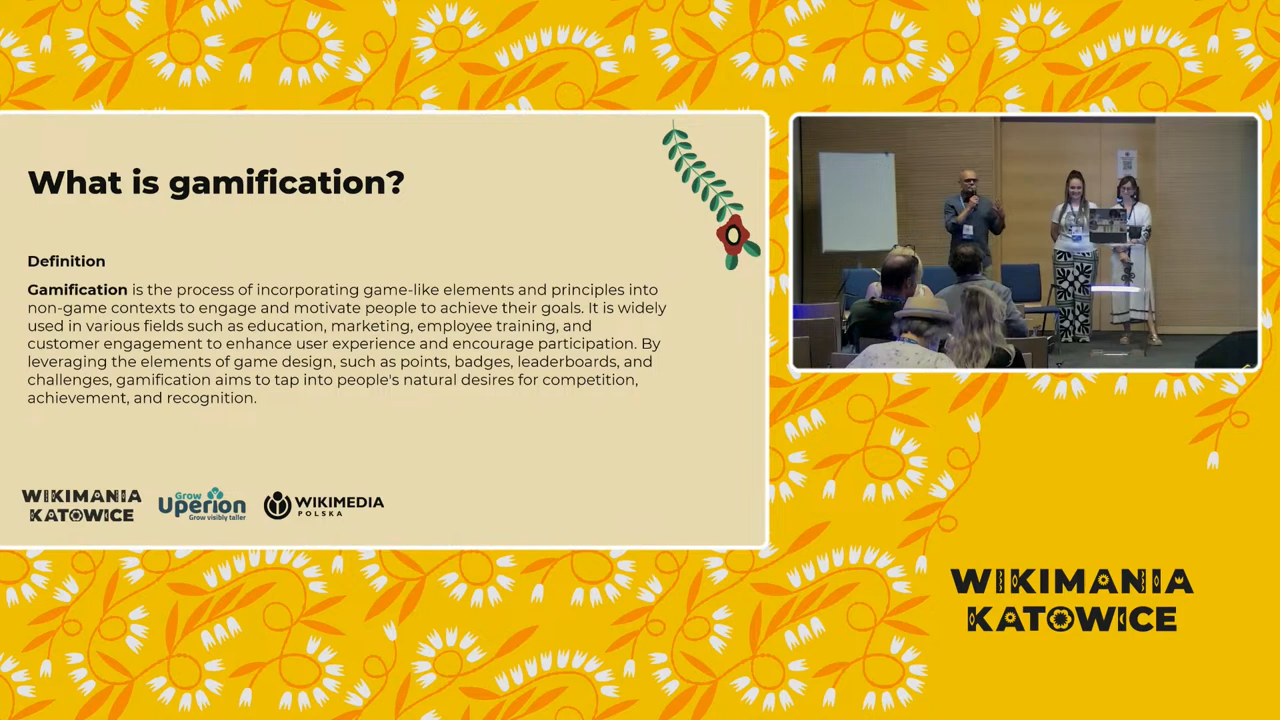 What is gamification?
Definition
Gamification is the process of incorporating game-like elements and principles into
non-game contexts to engage and motivate people to achieve their goals. It is widely
used in various fields such as education, marketing, employee training, and
customer engagement to enhance user experience and encourage participation. By
leveraging the elements of game design, such as points, badges, leaderboards, and
challenges, gamification aims to tap into people's natural desires for competition,
achievement, and recognition.
WIKIMANIA
KATOWICE
Grow
Uperion
Grow visibly taller
WIKIMEDIA
POLSKA
WIKIMANIA
KATOWICE